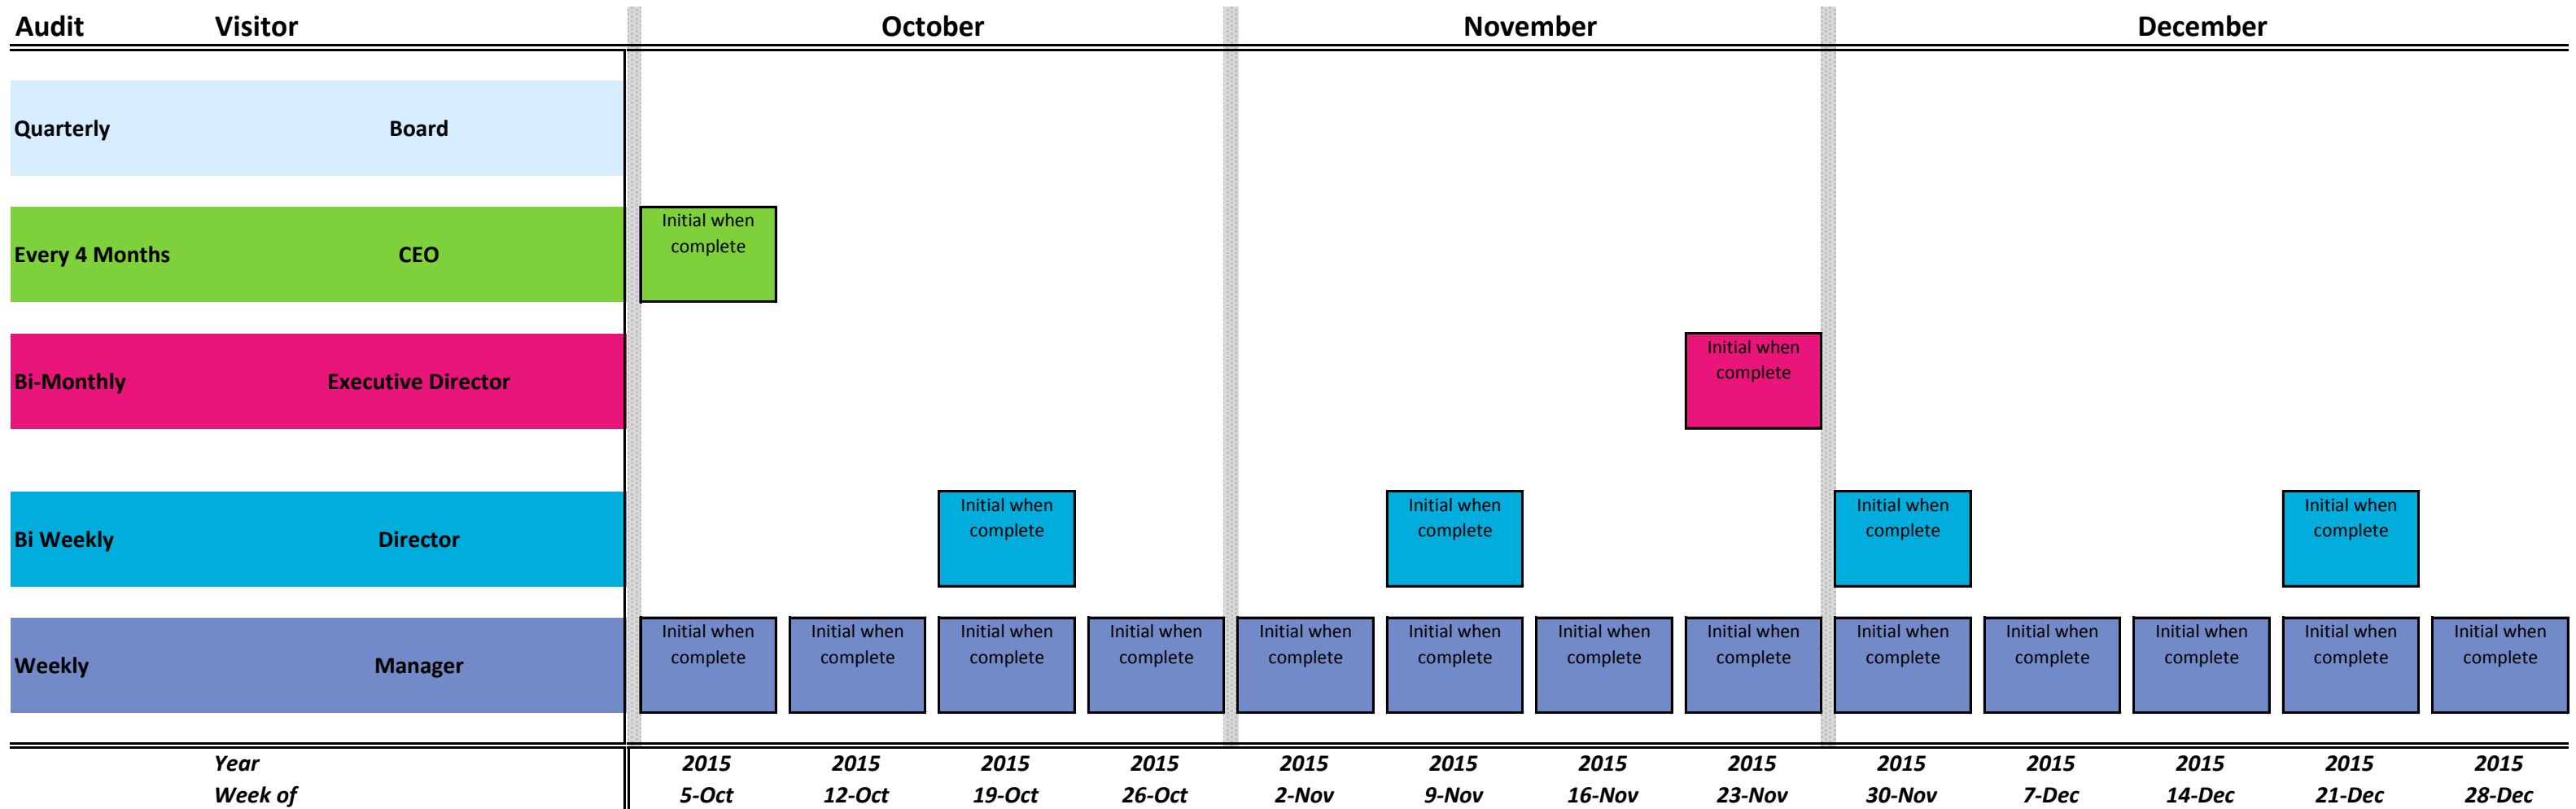 Audit Visitor October November December
Quarterly Board
Initial when
complete
Every 4 Months CEO
Initial when
complete
Bi-Monthly Executive Director
Initial when Initial when Initial when Initial when
complete complete complete complete
Bi Weekly Director
Initial when Initial when Initial when Initial when Initial when Initial when Initial when Initial when Initial when Initial when Initial when Initial when Initial when
complete complete complete complete complete complete complete complete complete complete complete complete complete
Weekly Manager
Year 2015 2015 2015 2015 2015 2015 2015 2015 2015 2015 2015 2015 2015
Week of 5-Oct 12-Oct 19-Oct 26-Oct 2-Nov 9-Nov 16-Nov 23-Nov 30-Nov 7-Dec 14-Dec 21-Dec 28-Dec